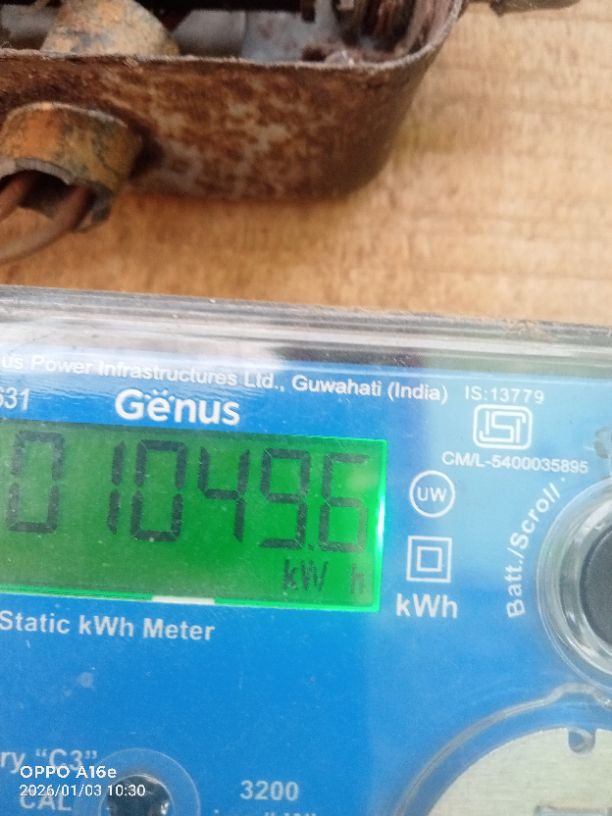 us Power Infrastructures Ltd., Guwahati (India) IS:13779
631
Genus
CM/L-5400035895
01049.6
kWh
UW
kWh
Batt./Scroll
Static kWh Meter
ry "C3"
CAL
3200
OPPO A16e
2026/01/03 10:30